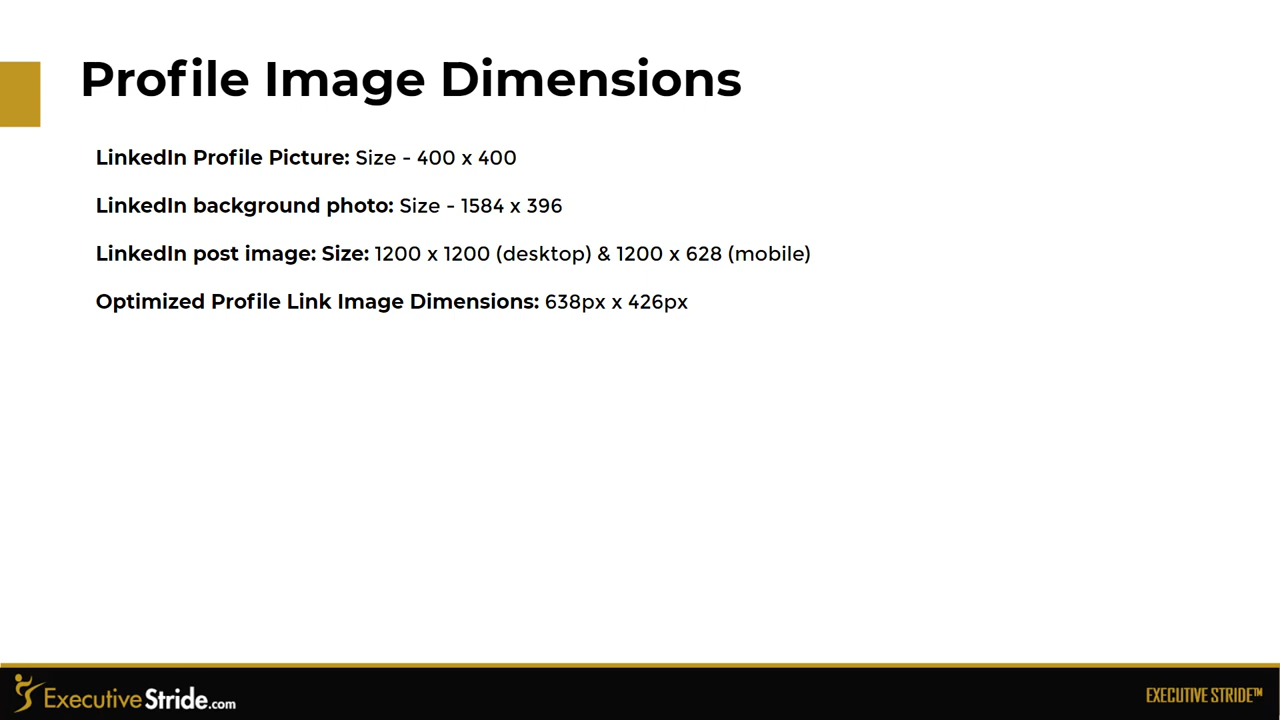 Profile Image Dimensions
LinkedIn Profile Picture: Size - 400 x 400
LinkedIn background photo: Size - 1584 x 396
LinkedIn post image: Size: 1200 x 1200 (desktop) & 1200 x 628 (mobile)
Optimized Profile Link Image Dimensions: 638px x 426px
ExecutiveStride.com
EXECUTIVE STRIDE™